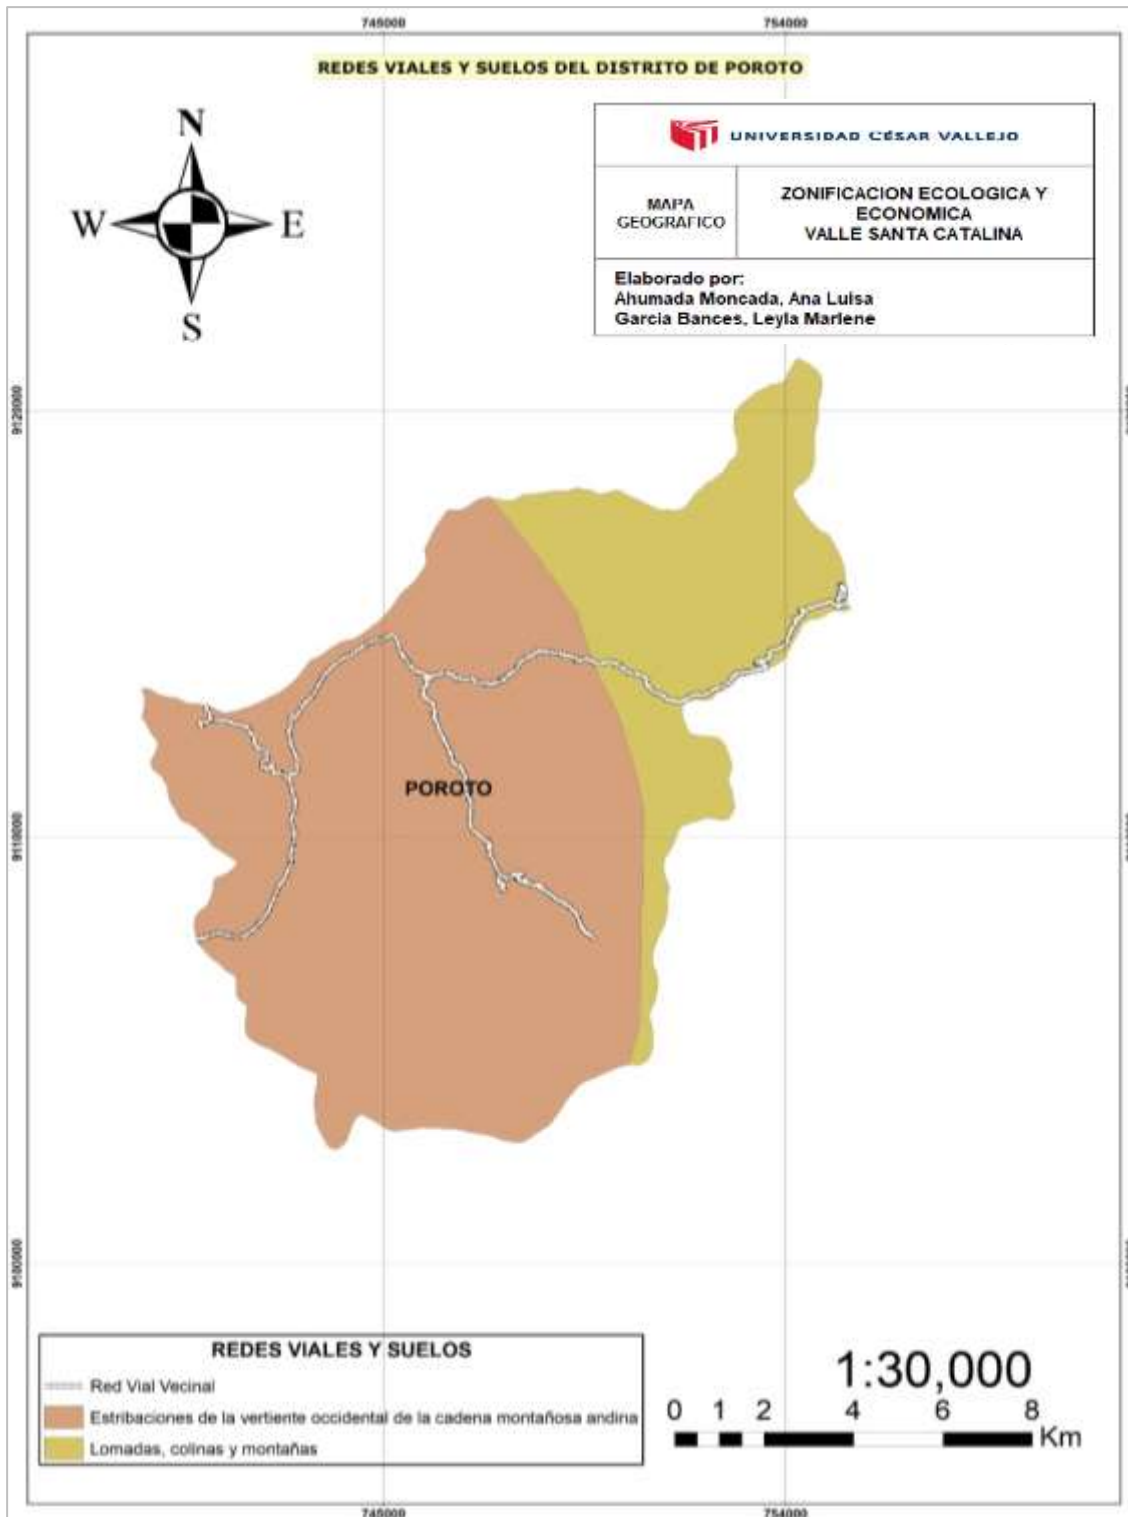 745000
754000
REDES VIALES Y SUELOS DEL DISTRITO DE POROTO
N
W
E
S
UNIVERSIDAD CÉSAR VALLEJO
MAPA
GEOGRAFICO
ZONIFICACION ECOLOGICA Y
ECONOMICA
VALLE SANTA CATALINA
Elaborado por:
Ahumada Moncada, Ana Luisa
Garcia Bances, Leyla Marlene
9120000
POROTO
9110000
9100000
REDES VIALES Y SUELOS
Red Vial Vecinal
Estribaciones de la vertiente occidental de la cadena montañosa andina
Lomadas, colinas y montañas
1:30,000
0 1 2 4 6 8
Km
745000
754000